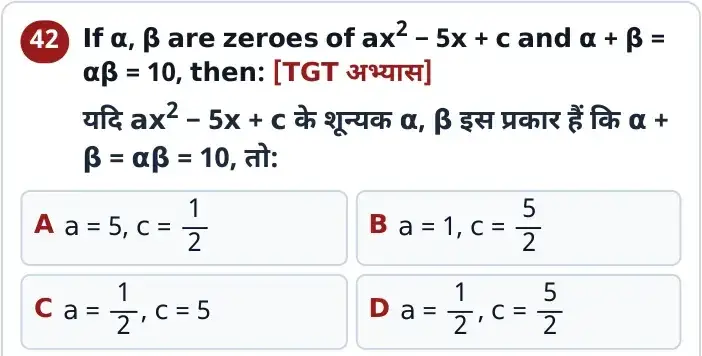 42 If α, β are zeroes of ax² – 5x + c and α + β =
αβ = 10, then: [TGT अभ्यास]
यदि ax² – 5x + c के शून्यक α, β इस प्रकार हैं कि α +
β = αβ = 10, तो:
A a = 5, c = 1/2
B a = 1, c = 5/2
C a = 1/2, c = 5
D a = 1/2, c = 5/2